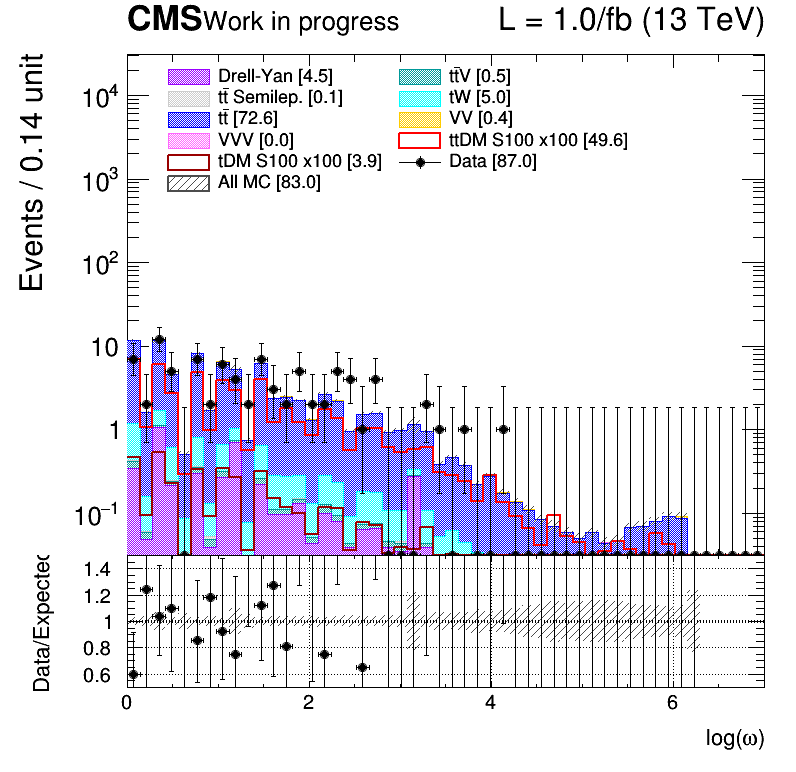 CMS Work in progress L = 1.0/fb (13 TeV)
Drell-Yan [4.5] tt̄V [0.5]
tt̄ Semilep. [0.1] tW [5.0]
tt̄ [72.6] VV [0.4]
VVV [0.0] ttDM S100 x100 [49.6]
tDM S100 x100 [3.9] Data [87.0]
All MC [83.0]
Events / 0.14 unit
10⁴
10³
10²
10
1
10⁻¹
Data/Expected
1.4
1.2
1
0.8
0.6
0 2 4 6
log(ω)